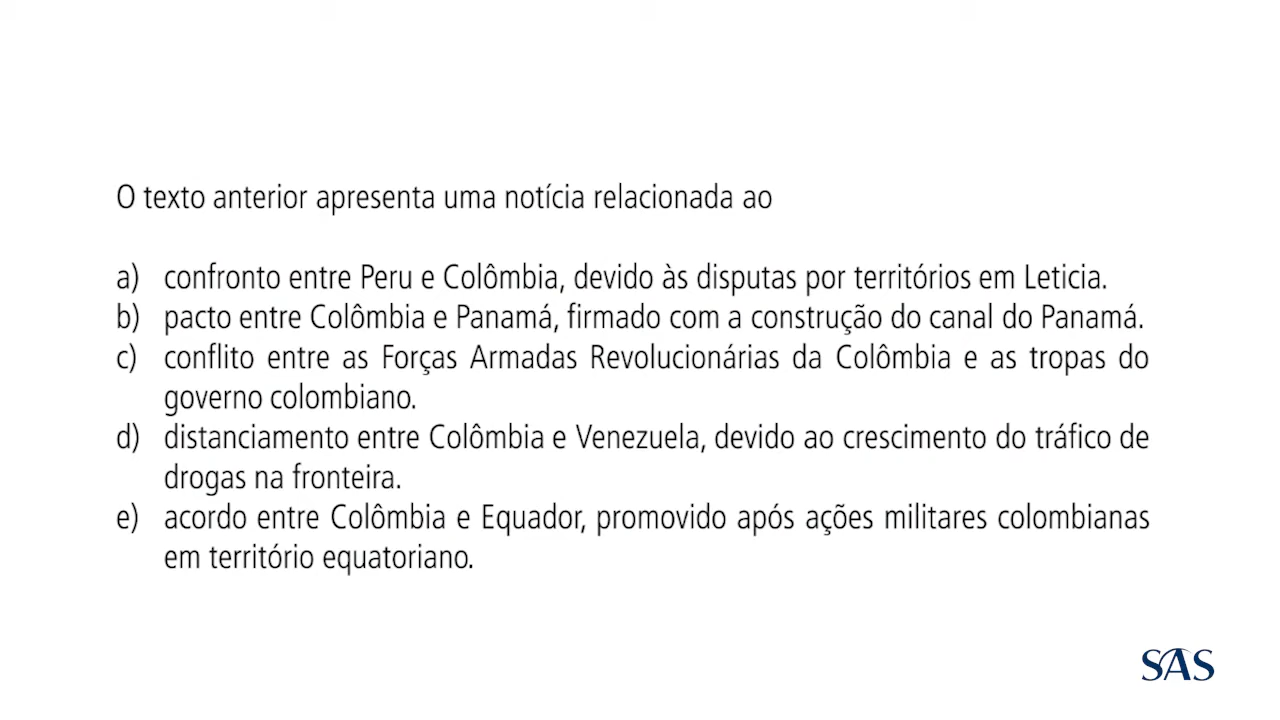 O texto anterior apresenta uma notícia relacionada ao
a) confronto entre Peru e Colômbia, devido às disputas por territórios em Leticia.
b) pacto entre Colômbia e Panamá, firmado com a construção do canal do Panamá.
c) conflito entre as Forças Armadas Revolucionárias da Colômbia e as tropas do
governo colombiano.
d) distanciamento entre Colômbia e Venezuela, devido ao crescimento do tráfico de
drogas na fronteira.
e) acordo entre Colômbia e Equador, promovido após ações militares colombianas
em território equatoriano.
SAS